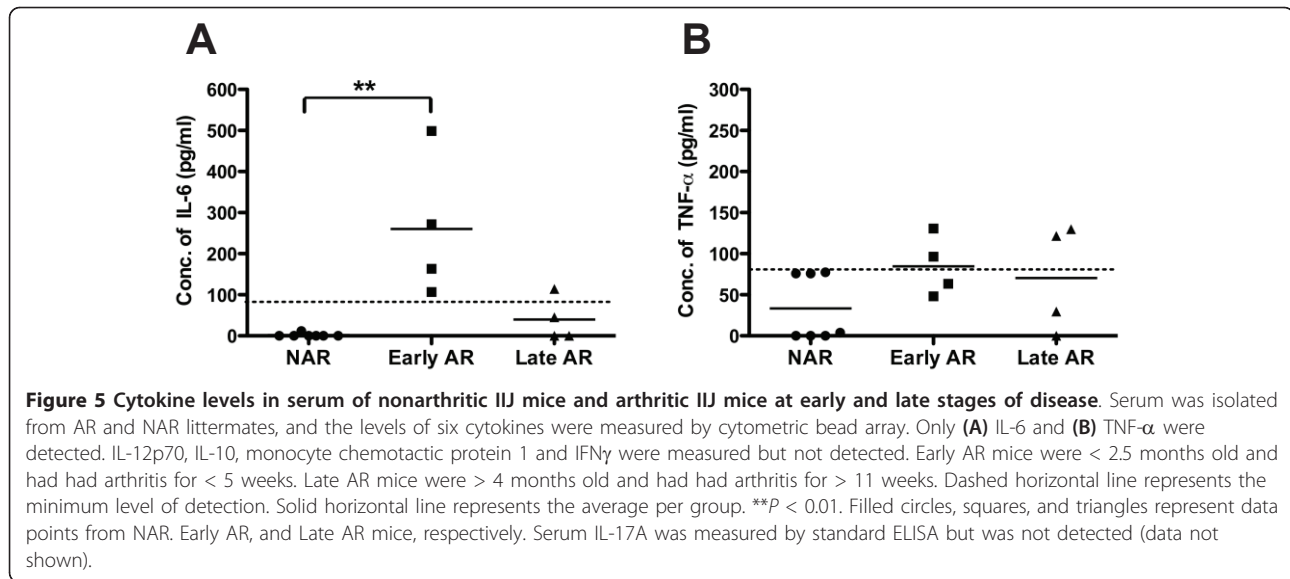 A
B
600
500
400
300
200
100
0
Conc. of IL-6 (pg/ml)
**
NAR
Early AR
Late AR
300
250
200
150
100
50
0
Conc. of TNF-α (pg/ml)
NAR
Early AR
Late AR
Figure 5 Cytokine levels in serum of nonarthritic IIJ mice and arthritic IIJ mice at early and late stages of disease. Serum was isolated
from AR and NAR littermates, and the levels of six cytokines were measured by cytometric bead array. Only (A) IL-6 and (B) TNF-α were
detected. IL-12p70, IL-10, monocyte chemotactic protein 1 and IFNγ were measured but not detected. Early AR mice were < 2.5 months old and
had had arthritis for < 5 weeks. Late AR mice were > 4 months old and had had arthritis for > 11 weeks. Dashed horizontal line represents the
minimum level of detection. Solid horizontal line represents the average per group. **P < 0.01. Filled circles, squares, and triangles represent data
points from NAR. Early AR, and Late AR mice, respectively. Serum IL-17A was measured by standard ELISA but was not detected (data not
shown).